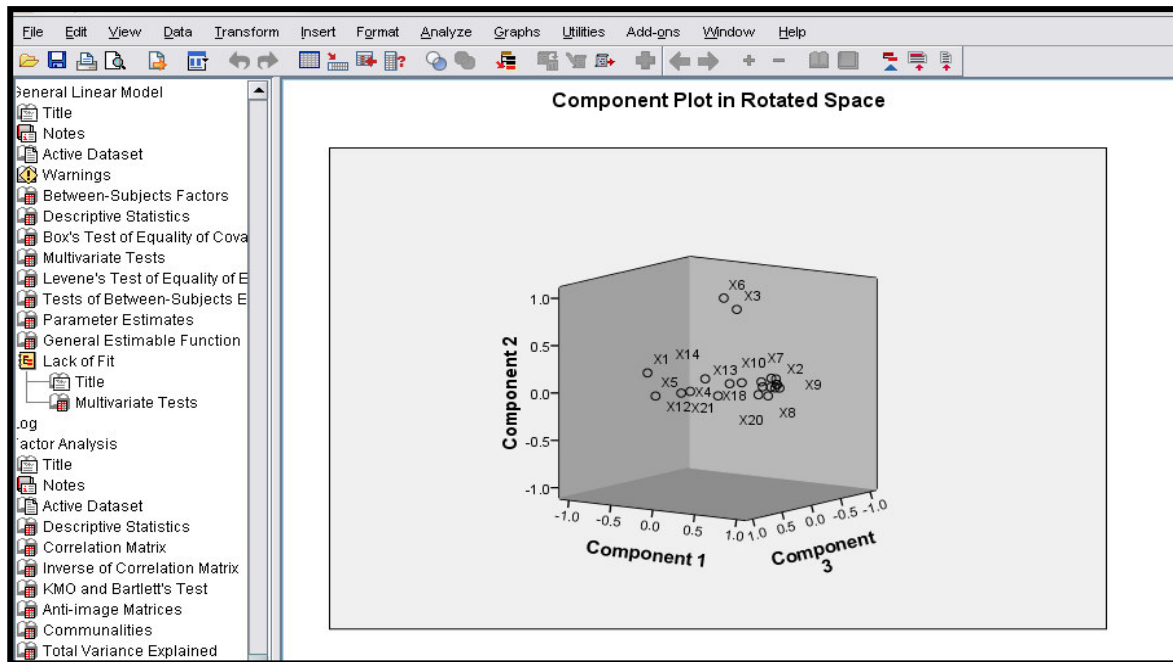 File Edit View Data Transform Insert Format Analyze Graphs Utilities Add-ons Window Help
General Linear Model
Title
Notes
Active Dataset
Warnings
Between-Subjects Factors
Descriptive Statistics
Box's Test of Equality of Cova
Multivariate Tests
Levene's Test of Equality of E
Tests of Between-Subjects E
Parameter Estimates
General Estimable Function
Lack of Fit
Title
Multivariate Tests
.og
actor Analysis
Title
Notes
Active Dataset
Descriptive Statistics
Correlation Matrix
Inverse of Correlation Matrix
KMO and Bartlett's Test
Anti-image Matrices
Communalities
Total Variance Explained
Component Plot in Rotated Space
Component 2
1.0
0.5
0.0
-0.5
-1.0
X6
X3
X1 X14
X13 X10 X7
X2
X5
X4
X18
X9
X12 X21
X20
X8
-1.0 -0.5 0.0 0.5 1.0
1.0 0.5 0.0 -0.5 -1.0
Component 1
Component
3